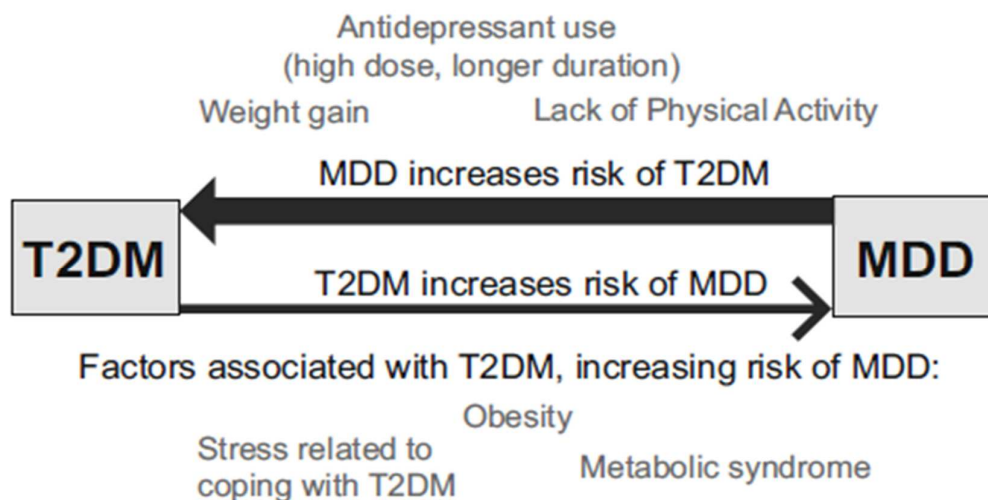 Antidepressant use
(high dose, longer duration)
Weight gain
Lack of Physical Activity
MDD increases risk of T2DM
T2DM
MDD
T2DM increases risk of MDD
Factors associated with T2DM, increasing risk of MDD:
Obesity
Stress related to
coping with T2DM
Metabolic syndrome